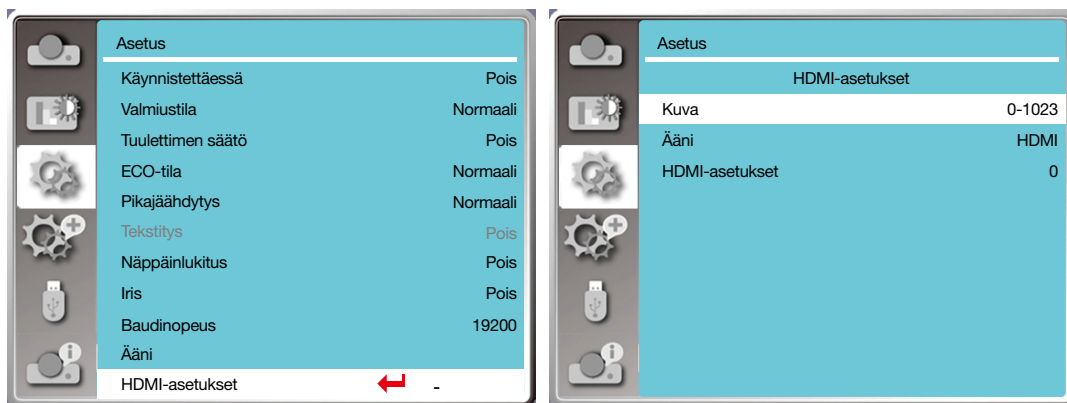 Asetus
Käynnistettäessä Pois
Valmiustila Normaali
Tuulettimen säätö Pois
ECO-tila Normaali
Pikajäähdytys Normaali
Tekstitys Pois
Näppäinlukitus Pois
Iris Pois
Baudinopeus 19200
Ääni
HDMI-asetukset -
Asetus
HDMI-asetukset
Kuva 0-1023
Ääni HDMI
HDMI-asetukset 0